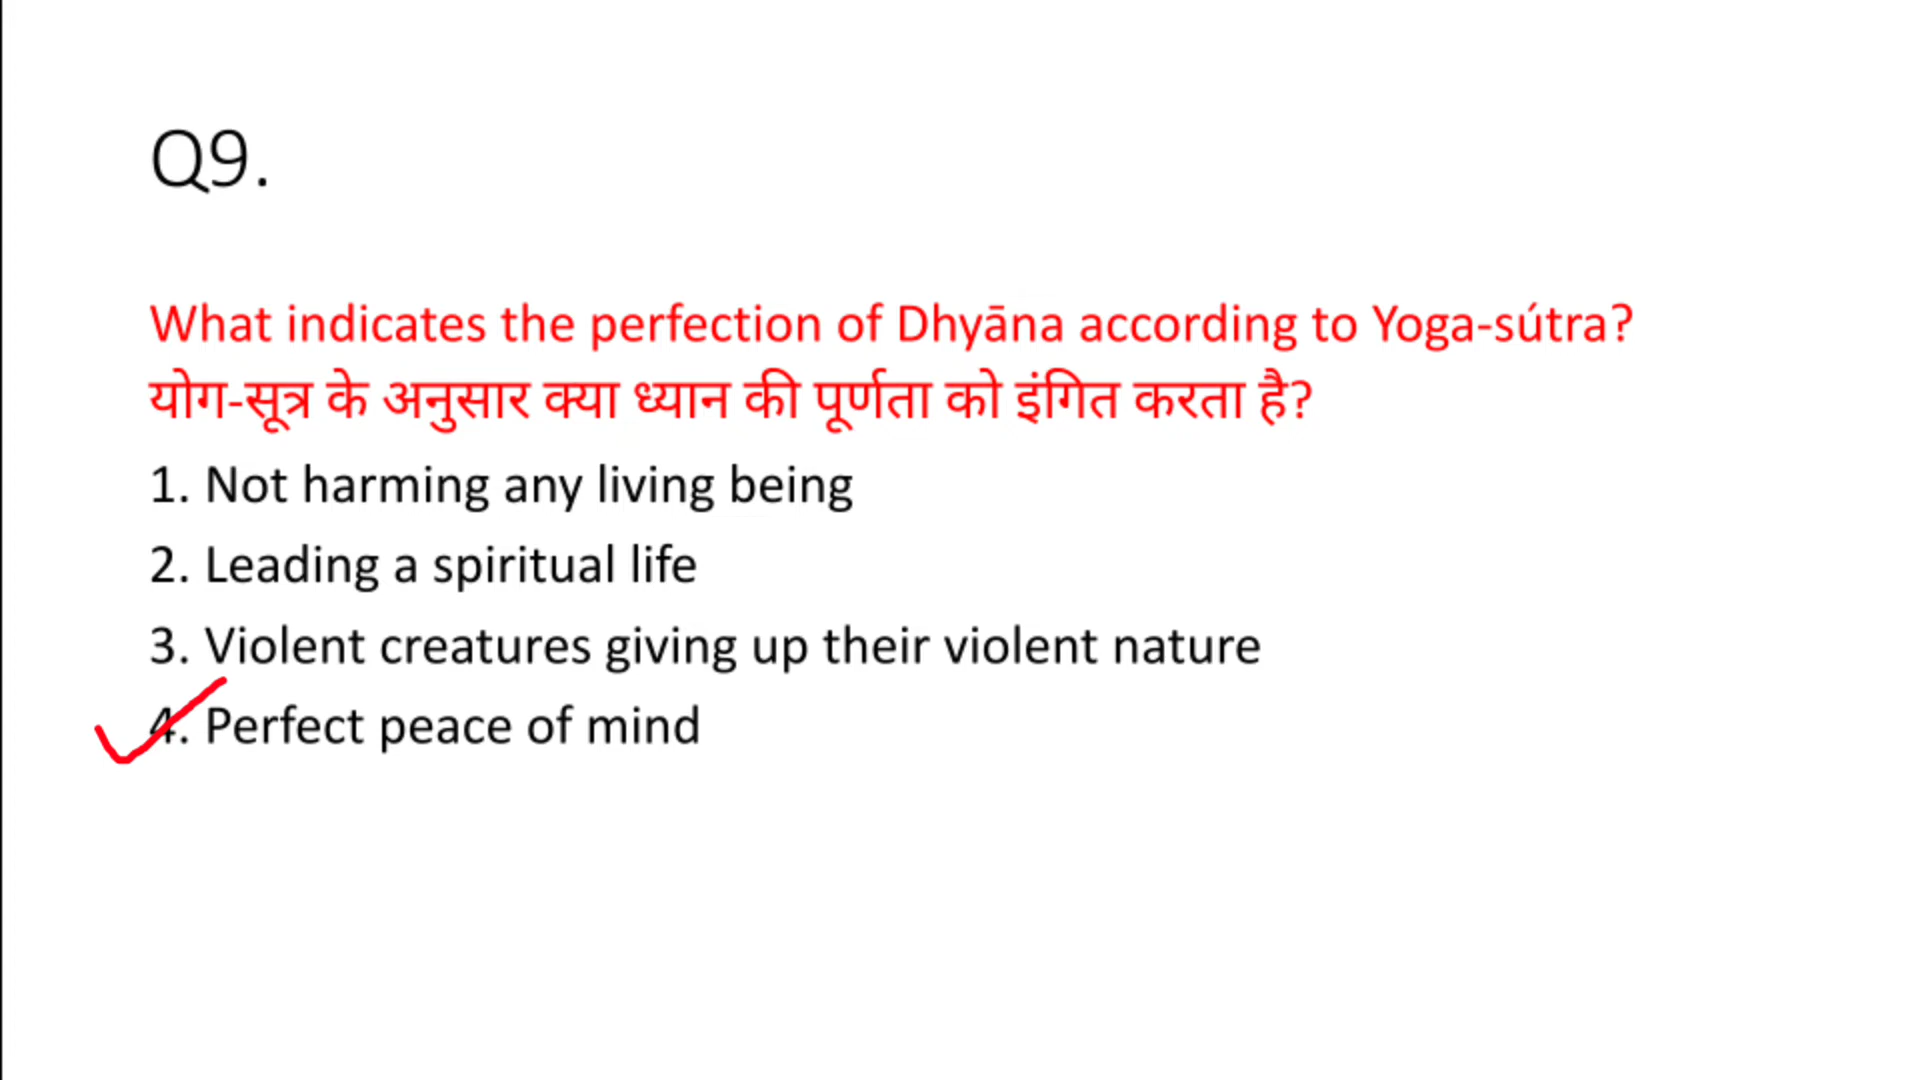 Q9.
What indicates the perfection of Dhyāna according to Yoga-sútra?
योग-सूत्र के अनुसार क्या ध्यान की पूर्णता को इंगित करता है?
1. Not harming any living being
2. Leading a spiritual life
3. Violent creatures giving up their violent nature
4. Perfect peace of mind